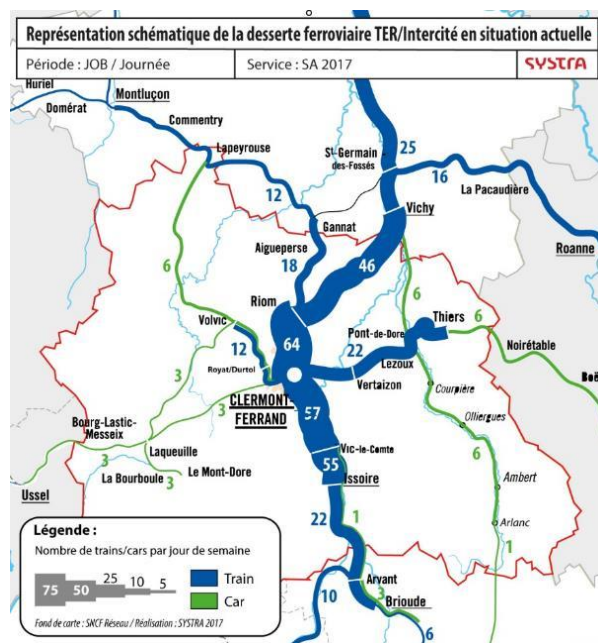 Représentation schématique de la desserte ferroviaire TER/Intercité en situation actuelle
Période : JOB / Journée
Service : SA 2017
SYSTRA
Huriel
Domérat
Montluçon
Commentry
Lapeyrouse
St-Germain
des-Fossés
25
16
La Pacaudière
12
Vichy
Gannat
Roanne
Aigueperse
18
46
6
Riom
6
Thiers
6
Volvic
Pont-de-Dore
12
64
22
Lezoux
Noirétable
Royat/Durtol
Vertaizon
3
CLERMONT-
FERRAND
57
Courpière
3
Bourg-Lastic-
Messeix
Olliergues
Vic-le-Comte
3
Laqueuille
55
6
La Bourboule
3
Le Mont-Dore
Issoire
Ambert
Ussel
22
1
Arlanc
1
Légende :
Nombre de trains/cars par jour de semaine
75
50
25
10
5
Train
Car
Fond de carte : SNCF Réseau / Réalisation : SYSTRA 2017
Arvant
10
3
Brioude
6